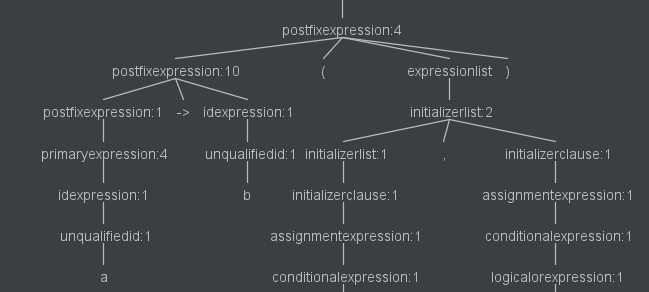 postfixexpression:4
postfixexpression:10 ( expressionlist )
postfixexpression:1 -> idexpression:1 initializerlist:2
primaryexpression:4 unqualifiedid:1 initializerlist:1 , initializerclause:1
idexpression:1 b initializerclause:1 assignmentexpression:1
unqualifiedid:1 assignmentexpression:1 conditionalexpression:1
a conditionalexpression:1 logicalorexpression:1